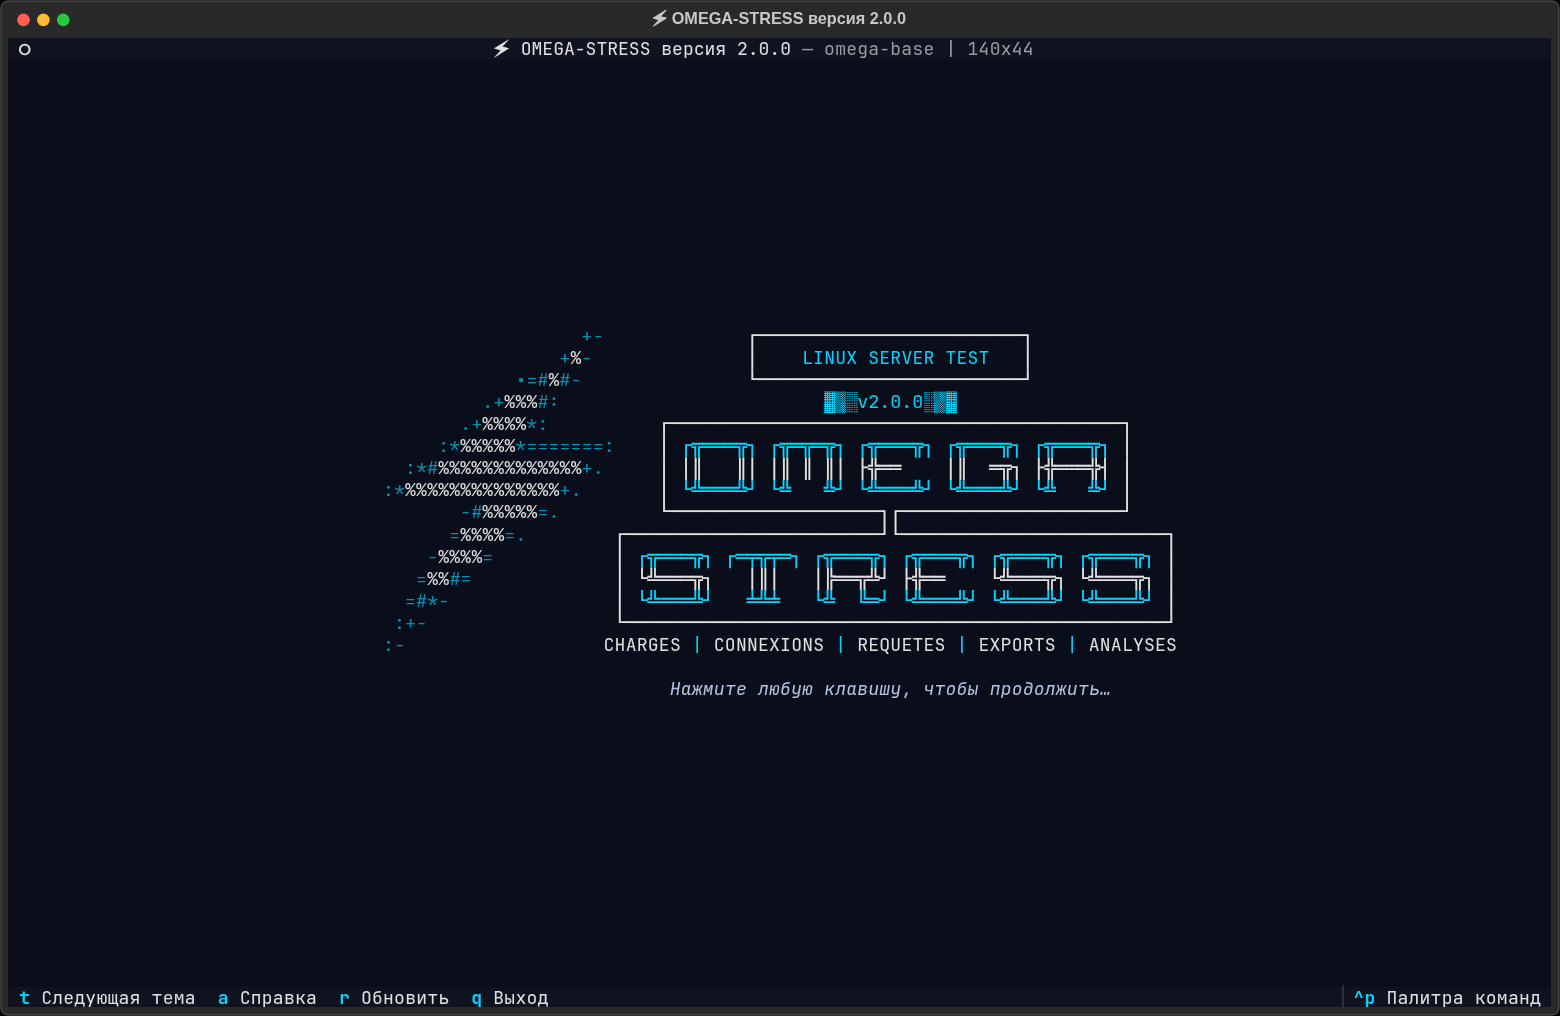 ⚡ OMEGA-STRESS версия 2.0.0
⚡ OMEGA-STRESS версия 2.0.0 — omega-base | 140x44
LINUX SERVER TEST
v2.0.0
OMEGA
STRESS
CHARGES | CONNEXIONS | REQUETES | EXPORTS | ANALYSES
Нажмите любую клавишу, чтобы продолжить…
t Следующая тема a Справка r Обновить q Выход ^p Палитра команд